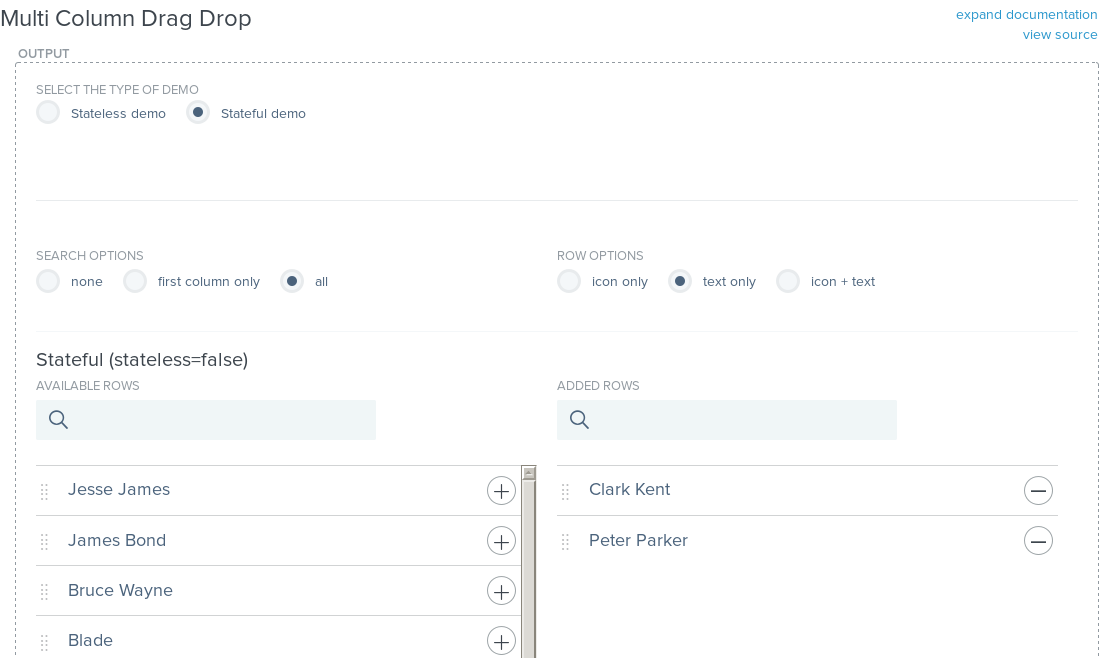 Multi Column Drag Drop
expand documentation
view source
OUTPUT
SELECT THE TYPE OF DEMO
Stateless demo Stateful demo
SEARCH OPTIONS
none first column only all
ROW OPTIONS
icon only text only icon + text
Stateful (stateless=false)
AVAILABLE ROWS
Jesse James
James Bond
Bruce Wayne
Blade
ADDED ROWS
Clark Kent
Peter Parker